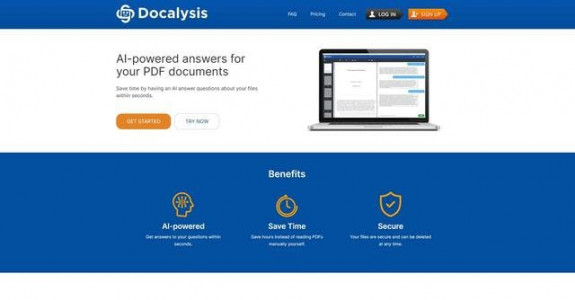 Docalysis
FAQ
Pricing
Contact
LOG IN
SIGN UP
AI-powered answers for
your PDF documents
Save time by having an AI answer questions about your files
within seconds.
GET STARTED
TRY NOW
Benefits
AI-powered
Get answers to your questions within
seconds.
Save Time
Save hours instead of reading PDFs
manually yourself.
Secure
Your files are secure and can be deleted
at any time.